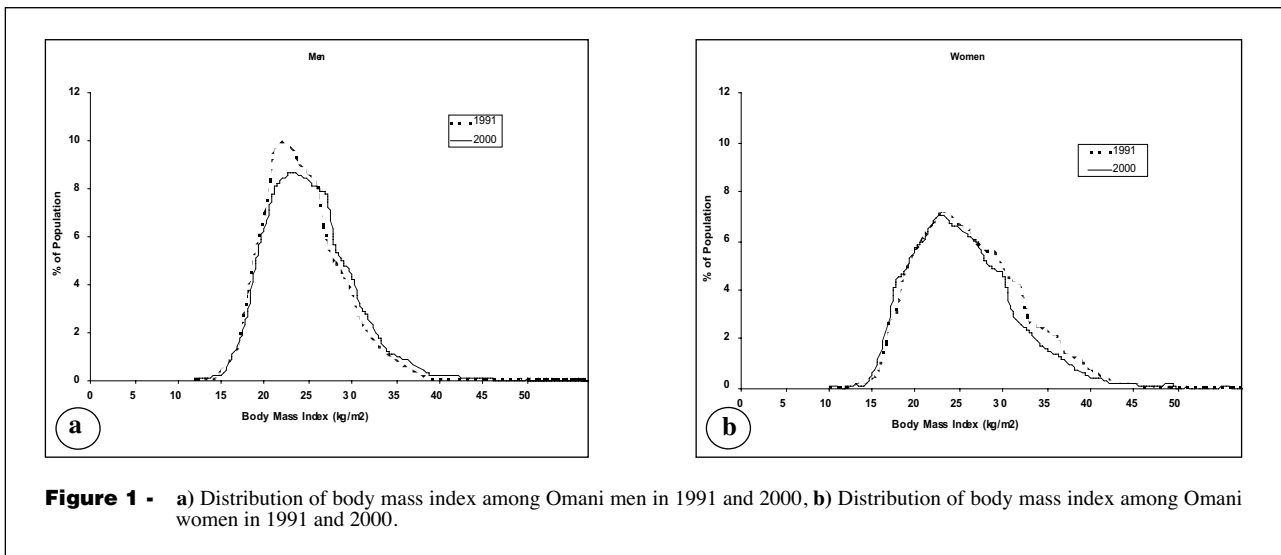 Men
12
10
8
6
4
2
0
% of Population
1991
2000
0 5 10 15 20 25 30 35 40 45 50
Body Mass Index (kg/m2)
a
Women
12
10
8
6
4
2
0
% of Population
1991
2000
0 5 10 15 20 25 30 35 40 45 50
Body Mass Index (kg/m2)
b
Figure 1 - a) Distribution of body mass index among Omani men in 1991 and 2000, b) Distribution of body mass index among Omani
women in 1991 and 2000.